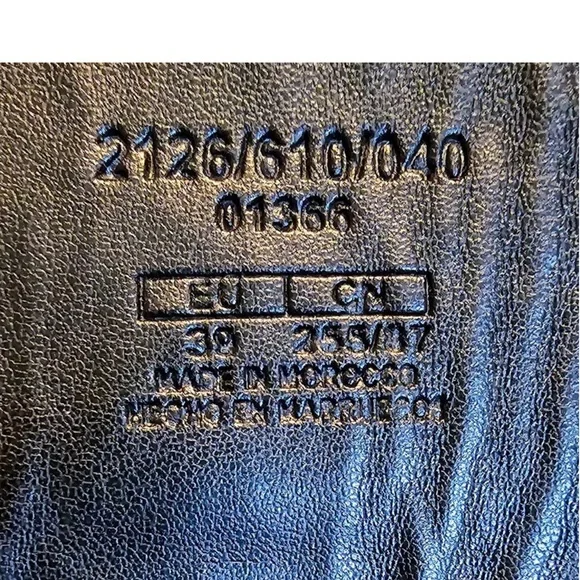 2126/610/040
01366
EU CN
39 255/37
MADE IN MOROCCO
HECHO EN MARRUECOS